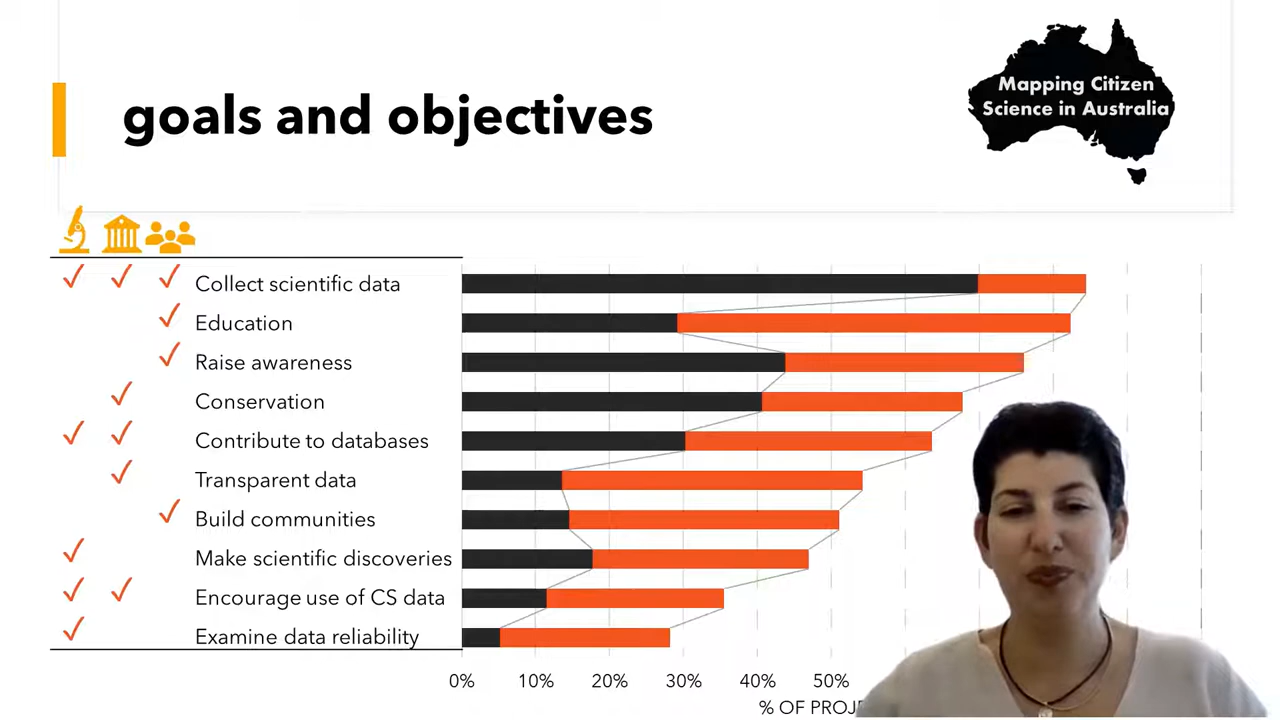 goals and objectives
Mapping Citizen
Science in Australia
Collect scientific data
Education
Raise awareness
Conservation
Contribute to databases
Transparent data
Build communities
Make scientific discoveries
Encourage use of CS data
Examine data reliability
0% 10% 20% 30% 40% 50%
% OF